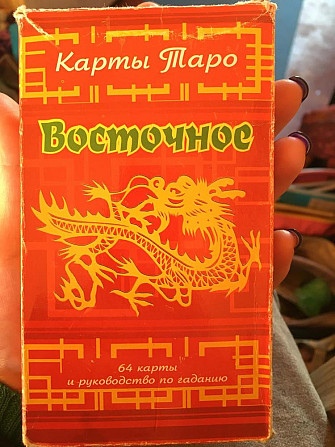 Карты Таро
Восточное
64 карты
и руководство по гаданию